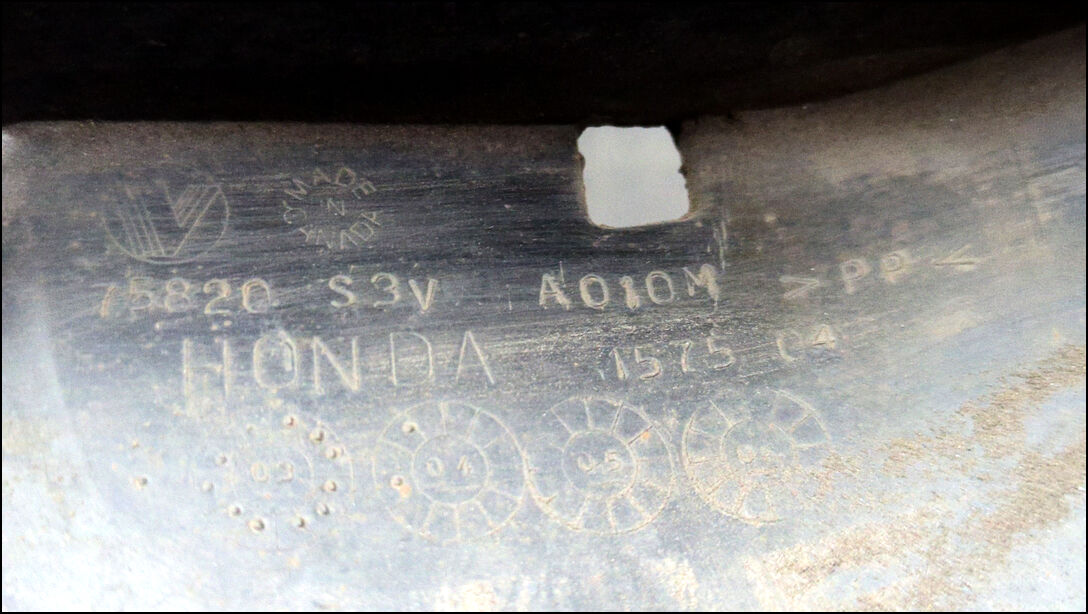 MADE IN CANADA
75820 S3V A010M >PP<
HONDA 1575 04
03 04 05